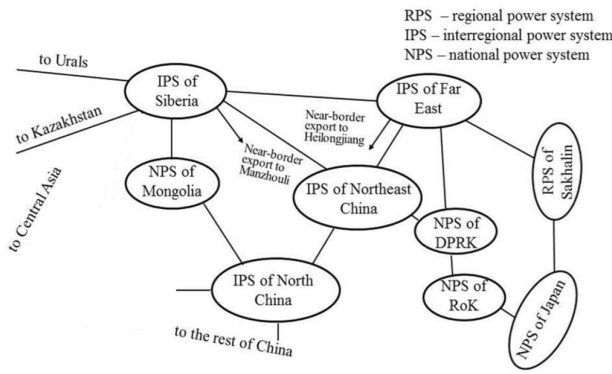 RPS – regional power system
IPS – interregional power system
NPS – national power system
to Urals
IPS of
Siberia
IPS of Far
East
Near-border
export to
Heilongjiang
to Kazakhstan
Near-border
export to
Manzhouli
NPS of
Mongolia
IPS of Northeast
China
RPS of
Sakhalin
to Central Asia
NPS of
DPRK
IPS of North
China
NPS of
RoK
NPS of Japan
to the rest of China